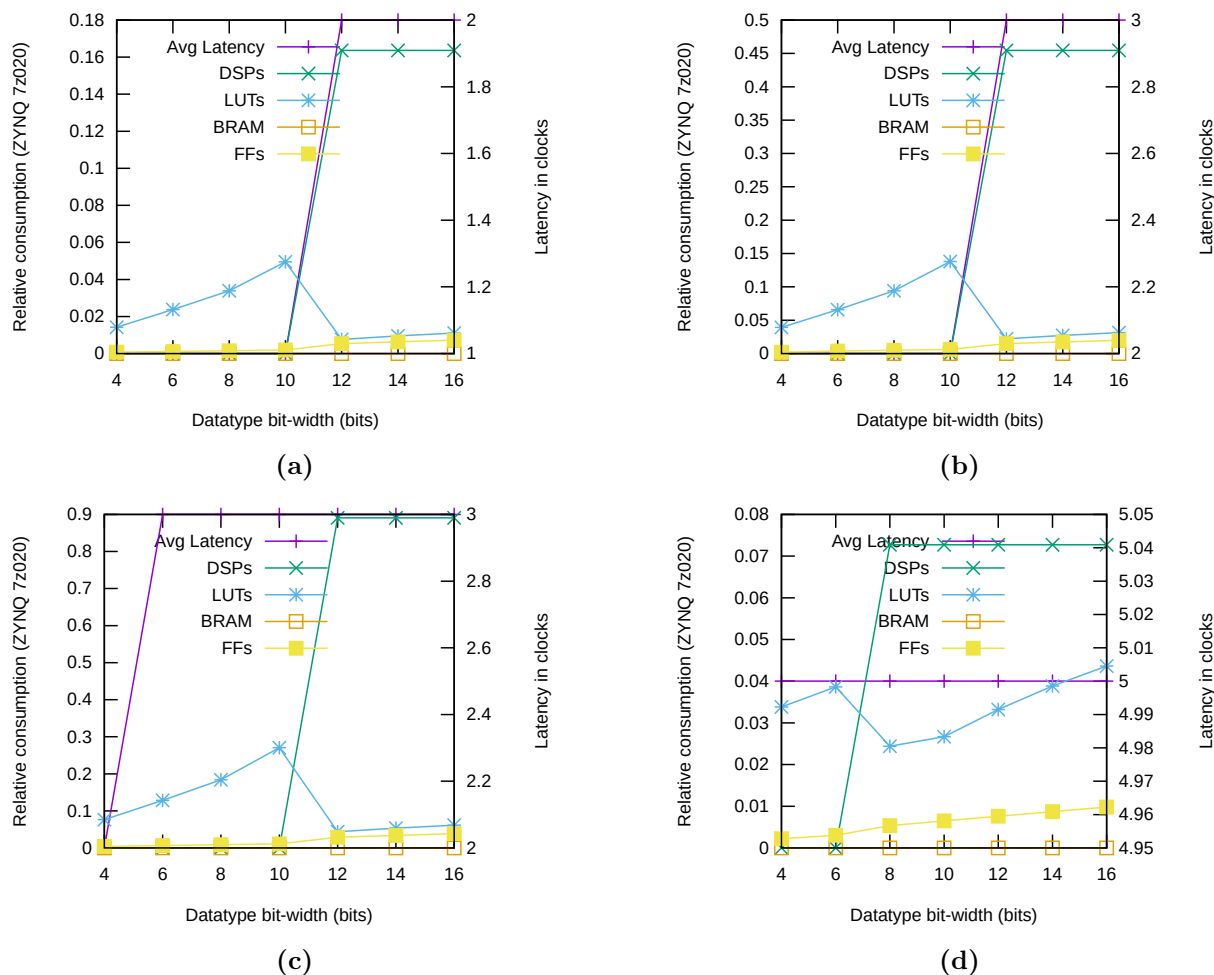 0.18
0.16
0.14
0.12
0.1
0.08
0.06
0.04
0.02
0
Relative consumption (ZYNQ 7z020)
Avg Latency
DSPs
LUTs
BRAM
FFs
2
1.8
1.6
1.4
1.2
1
Latency in clocks
4 6 8 10 12 14 16
Datatype bit-width (bits)
(a)
0.5
0.45
0.4
0.35
0.3
0.25
0.2
0.15
0.1
0.05
0
Relative consumption (ZYNQ 7z020)
Avg Latency
DSPs
LUTs
BRAM
FFs
3
2.8
2.6
2.4
2.2
2
Latency in clocks
4 6 8 10 12 14 16
Datatype bit-width (bits)
(b)
0.9
0.8
0.7
0.6
0.5
0.4
0.3
0.2
0.1
0
Relative consumption (ZYNQ 7z020)
Avg Latency
DSPs
LUTs
BRAM
FFs
3
2.8
2.6
2.4
2.2
2
Latency in clocks
4 6 8 10 12 14 16
Datatype bit-width (bits)
(c)
0.08
0.07
0.06
0.05
0.04
0.03
0.02
0.01
0
Relative consumption (ZYNQ 7z020)
Avg Latency
DSPs
LUTs
BRAM
FFs
5.05
5.04
5.03
5.02
5.01
5
4.99
4.98
4.97
4.96
4.95
Latency in clocks
4 6 8 10 12 14 16
Datatype bit-width (bits)
(d)